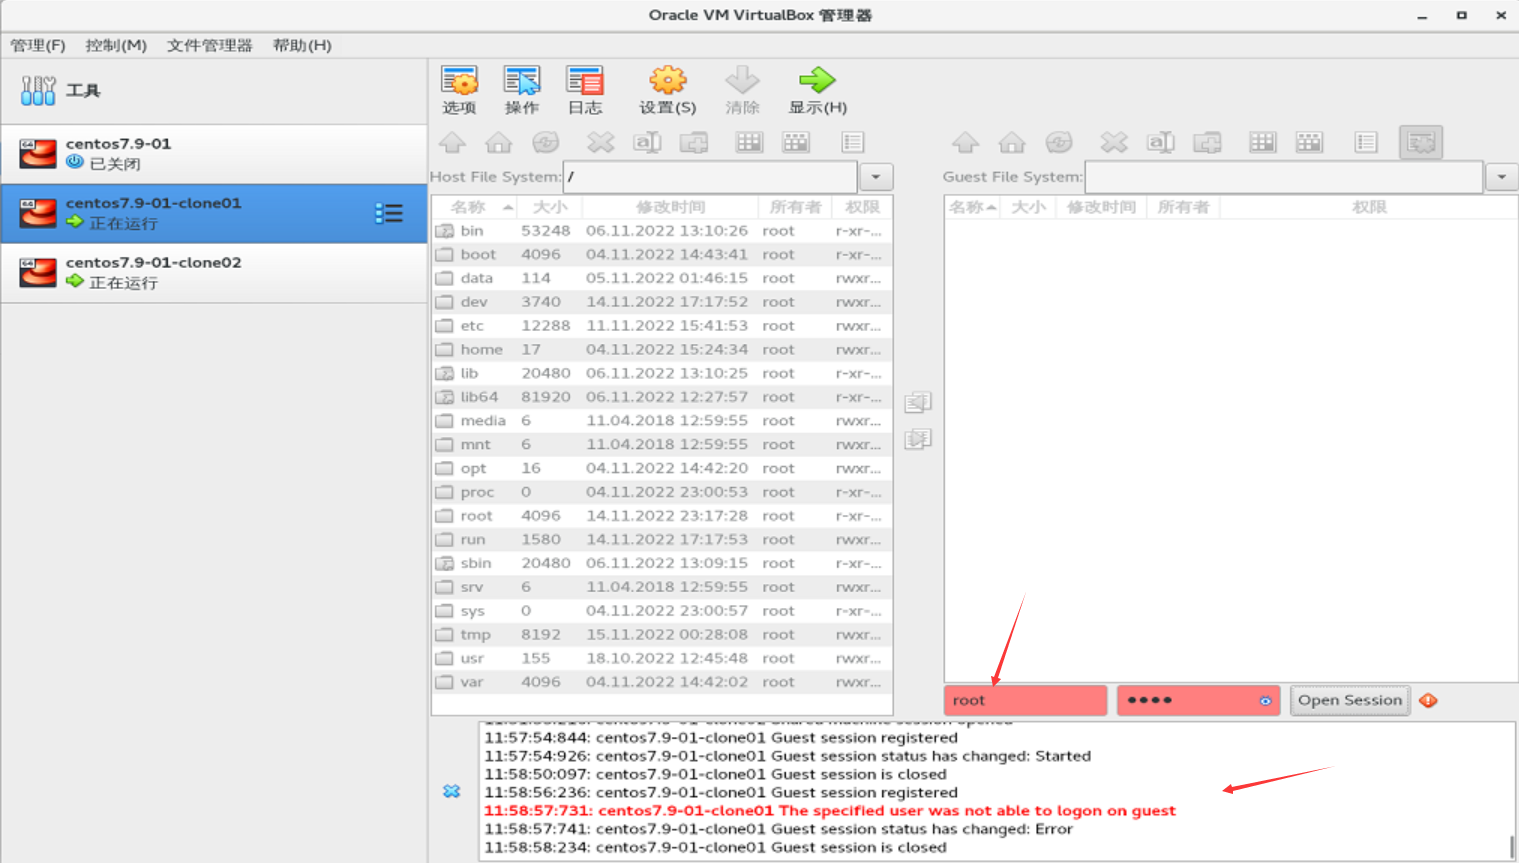 Oracle VM VirtualBox 管理器
管理(F) 控制(M) 文件管理器 帮助(H)
工具
centos7.9-01
已关闭
centos7.9-01-clone01
正在运行
centos7.9-01-clone02
正在运行
选项 操作 日志 设置(S) 清除 显示(H)
Host File System: /
名称 大小 修改时间 所有者 权限
bin 53248 06.11.2022 13:10:26 root r-xr-...
boot 4096 04.11.2022 14:43:41 root r-xr-...
data 114 05.11.2022 01:46:15 root rwxr...
dev 3740 14.11.2022 17:17:52 root rwxr...
etc 12288 11.11.2022 15:41:53 root rwxr...
home 17 04.11.2022 15:24:34 root rwxr...
lib 20480 06.11.2022 13:10:25 root r-xr-...
lib64 81920 06.11.2022 12:27:57 root r-xr-...
media 6 11.04.2018 12:59:55 root rwxr...
mnt 6 11.04.2018 12:59:55 root rwxr...
opt 16 04.11.2022 14:42:20 root rwxr...
proc 0 04.11.2022 23:00:53 root r-xr-...
root 4096 14.11.2022 23:17:28 root r-xr-...
run 1580 14.11.2022 17:17:53 root rwxr...
sbin 20480 06.11.2022 13:09:15 root r-xr-...
srv 6 11.04.2018 12:59:55 root rwxr...
sys 0 04.11.2022 23:00:57 root r-xr-...
tmp 8192 15.11.2022 00:28:08 root rwxr...
usr 155 18.10.2022 12:45:48 root rwxr...
var 4096 04.11.2022 14:42:02 root rwxr...
Guest File System:
名称 大小 修改时间 所有者 权限
root •••• Open Session
centos7.9-01-clone02 Shared machine session opened
11:57:54:844: centos7.9-01-clone01 Guest session registered
11:57:54:926: centos7.9-01-clone01 Guest session status has changed: Started
11:58:50:097: centos7.9-01-clone01 Guest session is closed
11:58:56:236: centos7.9-01-clone01 Guest session registered
11:58:57:731: centos7.9-01-clone01 The specified user was not able to logon on guest
11:58:57:741: centos7.9-01-clone01 Guest session status has changed: Error
11:58:58:234: centos7.9-01-clone01 Guest session is closed